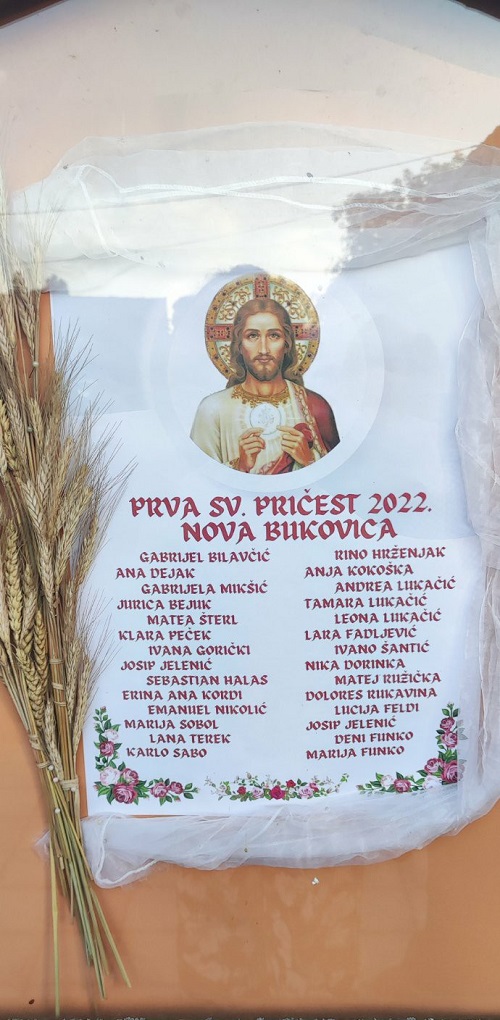 PRVA SV. PRIČEST 2022.
NOVA BUKOVICA
GABRIJEL BILAVČIĆ
ANA DEJAK
GABRIJELA MIKŠIĆ
JURICA BEJUK
MATEA ŠTERL
KLARA PEČEK
IVANA GORIČKI
JOSIP JELENIĆ
SEBASTIAN HALAS
ERINA ANA KORDI
EMANUEL NIKOLIĆ
MARIJA SOBOL
LANA TEREK
KARLO SABO
RINO HRŽENJAK
ANJA KOKOŠKA
ANDREA LUKAČIĆ
TAMARA LUKAČIĆ
LEONA LUKAČIĆ
LARA FADLJEVIĆ
IVANO ŠANTIĆ
NIKA DORINKA
MATEJ RUŽIČKA
DOLORES RUKAVINA
LUCIJA FELDI
JOSIP JELENIĆ
DENI FUNKO
MARIJA FUNKO